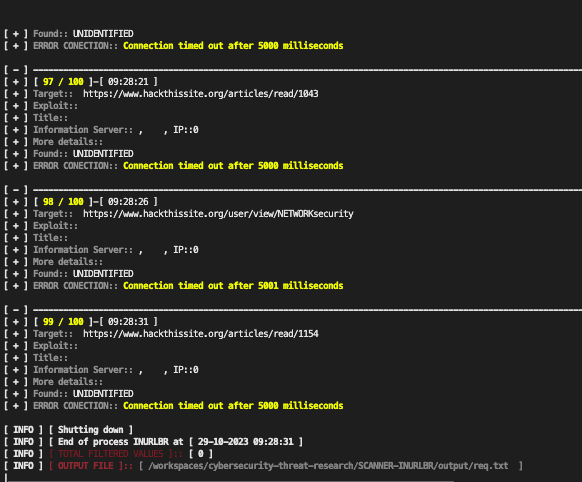 [ + ] Found:: UNIDENTIFIED
[ + ] ERROR CONECTION:: Connection timed out after 5000 milliseconds
[ - ] --------------------------------------------------------------------------------
[ + ] [ 97 / 100 ]-[ 09:28:21 ]
[ + ] Target:: https://www.hackthissite.org/articles/read/1043
[ + ] Exploit::
[ + ] Title::
[ + ] Information Server:: , , IP::0
[ + ] More details::
[ + ] Found:: UNIDENTIFIED
[ + ] ERROR CONECTION:: Connection timed out after 5000 milliseconds
[ - ] --------------------------------------------------------------------------------
[ + ] [ 98 / 100 ]-[ 09:28:26 ]
[ + ] Target:: https://www.hackthissite.org/user/view/NETWORKsecurity
[ + ] Exploit::
[ + ] Title::
[ + ] Information Server:: , , IP::0
[ + ] More details::
[ + ] Found:: UNIDENTIFIED
[ + ] ERROR CONECTION:: Connection timed out after 5001 milliseconds
[ - ] --------------------------------------------------------------------------------
[ + ] [ 99 / 100 ]-[ 09:28:31 ]
[ + ] Target:: https://www.hackthissite.org/articles/read/1154
[ + ] Exploit::
[ + ] Title::
[ + ] Information Server:: , , IP::0
[ + ] More details::
[ + ] Found:: UNIDENTIFIED
[ + ] ERROR CONECTION:: Connection timed out after 5000 milliseconds
[ INFO ] [ Shutting down ]
[ INFO ] [ End of process INURLBR at [ 29-10-2023 09:28:31 ]
[ INFO ] [ TOTAL FILTERED VALUES ]:: [ 0 ]
[ INFO ] [ OUTPUT FILE ]:: [ /workspaces/cybersecurity-threat-research/SCANNER-INURLBR/output/req.txt ]